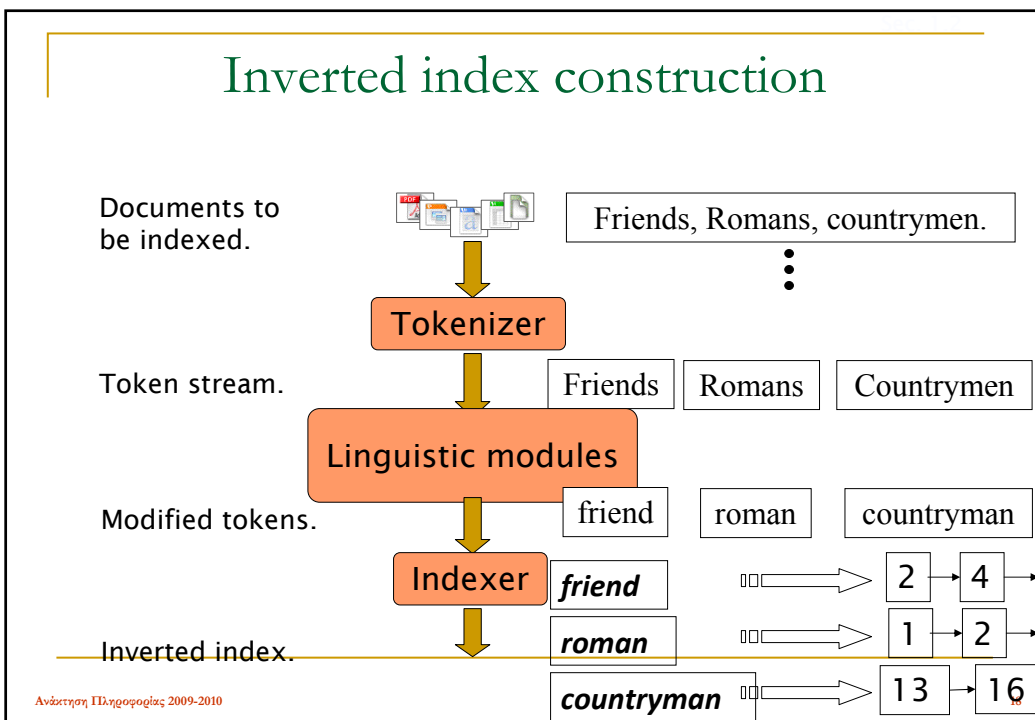 Inverted index construction
Documents to
be indexed.
Friends, Romans, countrymen.
Tokenizer
Token stream.
Friends Romans Countrymen
Linguistic modules
Modified tokens.
friend roman countryman
Indexer
friend 2 4
roman 1 2
Inverted index.
countryman 13 16
Ανάκτηση Πληροφορίας 2009-2010